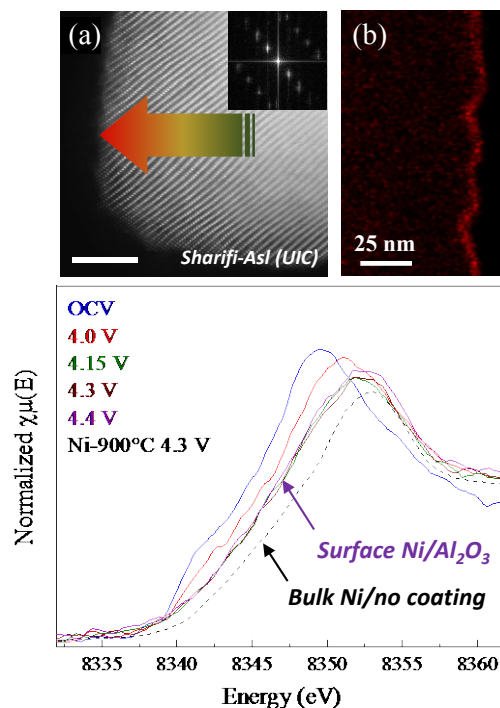 (a)
Sharifi-Asl (UIC)
(b)
25 nm
OCV
4.0 V
4.15 V
4.3 V
4.4 V
Ni-900°C 4.3 V
Surface Ni/Al₂O₃
Bulk Ni/no coating
Normalized χμ(E)
8335 8340 8345 8350 8355 8360
Energy (eV)